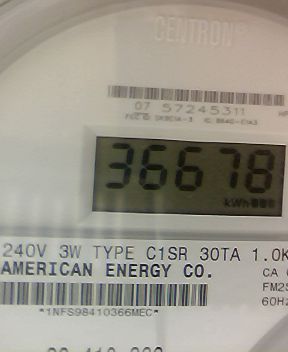 CENTRON®
07 57245311
36678
kWh
240V 3W TYPE C1SR 30TA 1.0K
AMERICAN ENERGY CO.
CA
FM2S
60Hz
*1NFS98410366MEC*